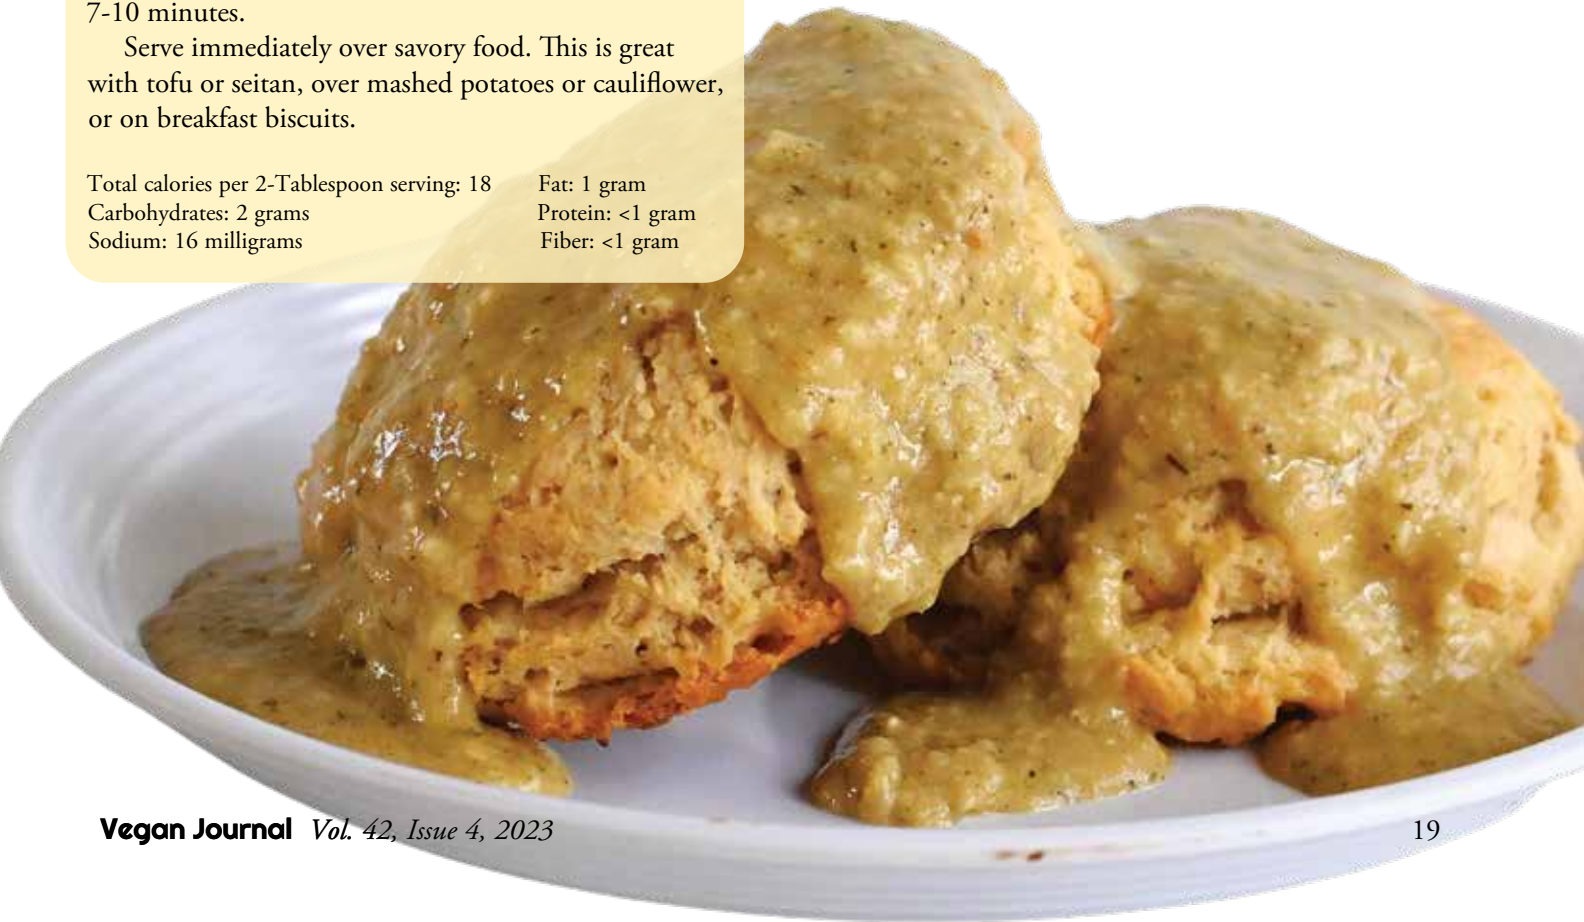 7-10 minutes.
Serve immediately over savory food. This is great
with tofu or seitan, over mashed potatoes or cauliflower,
or on breakfast biscuits.
Total calories per 2-Tablespoon serving: 18 Fat: 1 gram
Carbohydrates: 2 grams Protein: <1 gram
Sodium: 16 milligrams Fiber: <1 gram
Vegan Journal Vol. 42, Issue 4, 2023 19